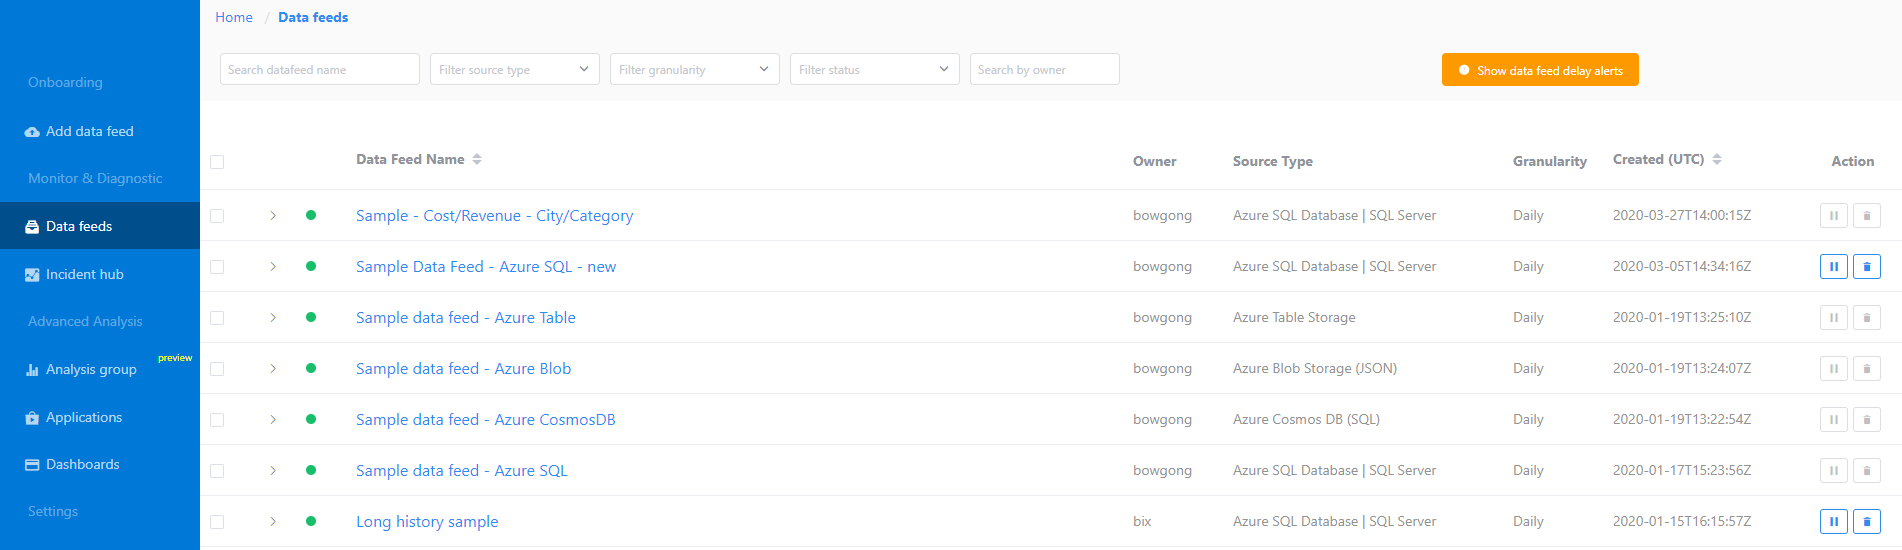 Home / Data feeds
Search datafeed name
Filter source type
Filter granularity
Filter status
Search by owner
Show data feed delay alerts
Onboarding
Add data feed
Monitor & Diagnostic
Data feeds
Incident hub
Advanced Analysis
preview
Analysis group
Applications
Dashboards
Settings
Data Feed Name Owner Source Type Granularity Created (UTC) Action
Sample - Cost/Revenue - City/Category bowgong Azure SQL Database | SQL Server Daily 2020-03-27T14:00:15Z
Sample Data Feed - Azure SQL - new bowgong Azure SQL Database | SQL Server Daily 2020-03-05T14:34:16Z
Sample data feed - Azure Table bowgong Azure Table Storage Daily 2020-01-19T13:25:10Z
Sample data feed - Azure Blob bowgong Azure Blob Storage (JSON) Daily 2020-01-19T13:24:07Z
Sample data feed - Azure CosmosDB bowgong Azure Cosmos DB (SQL) Daily 2020-01-19T13:22:54Z
Sample data feed - Azure SQL bowgong Azure SQL Database | SQL Server Daily 2020-01-17T15:23:56Z
Long history sample bix Azure SQL Database | SQL Server Daily 2020-01-15T16:15:57Z